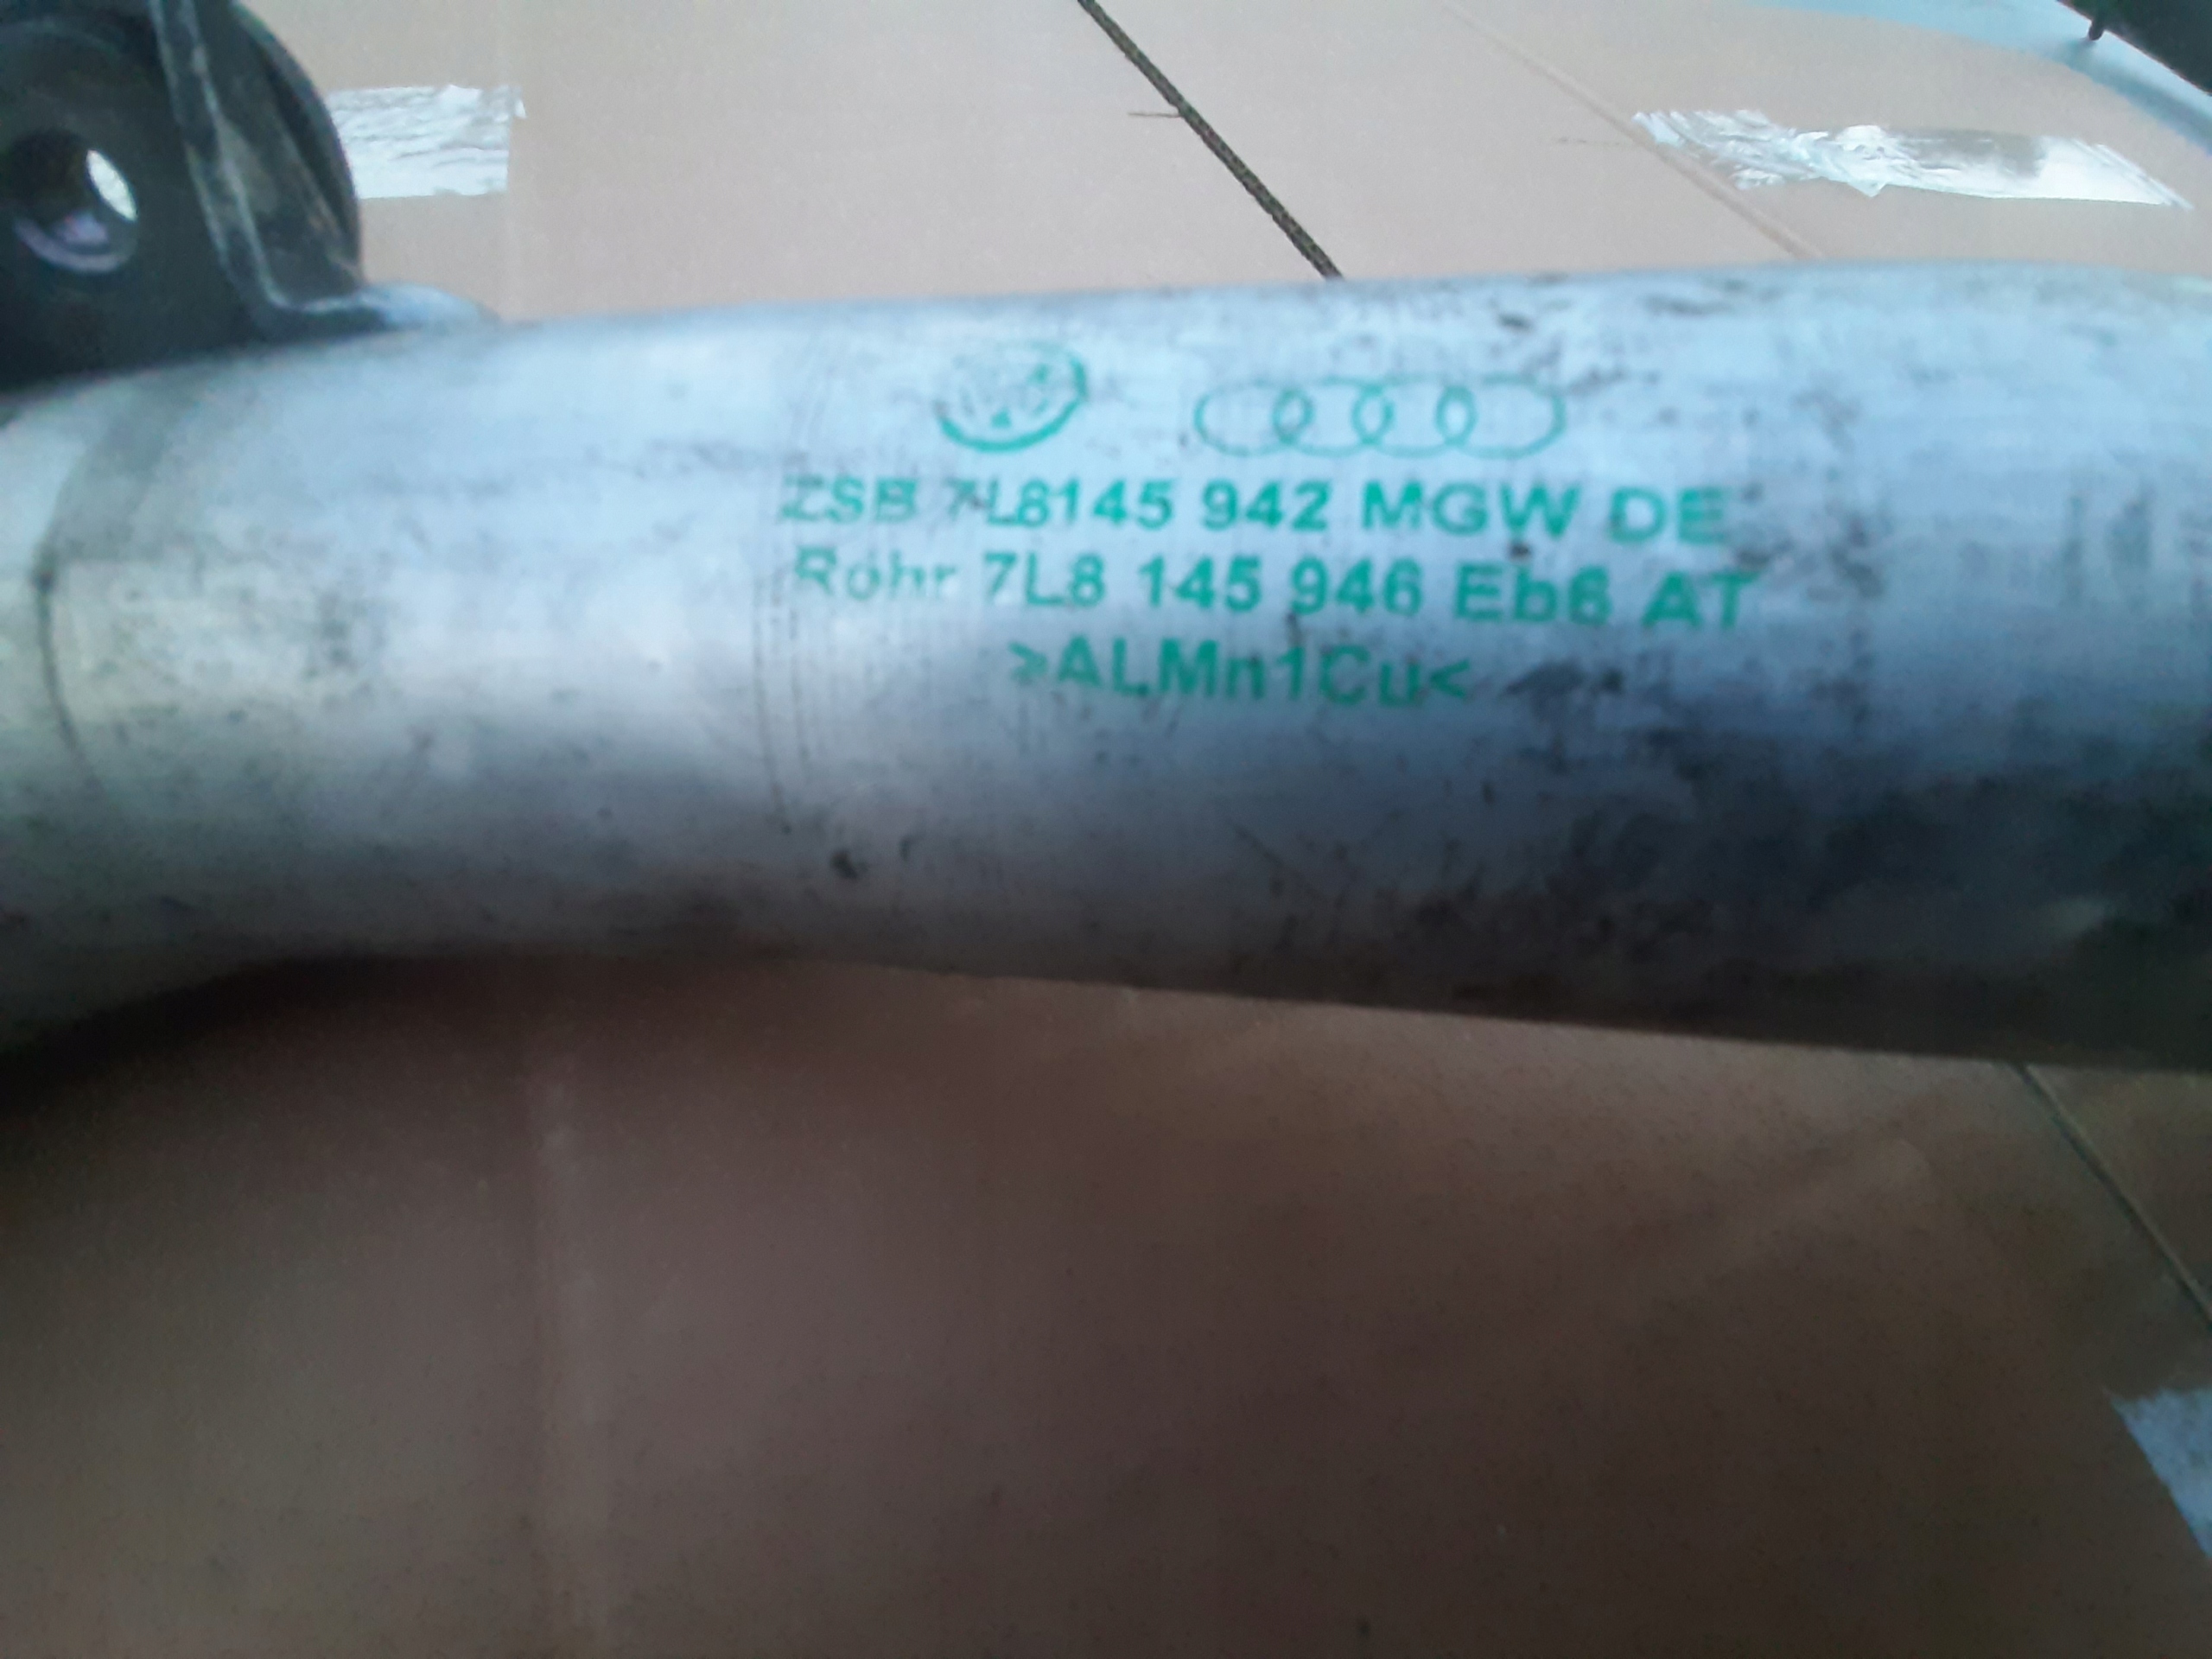 ZSB 7L8145 942 MGW DE
Rohr 7L8 145 946 Eb6 AT
>ALMn1Cu<